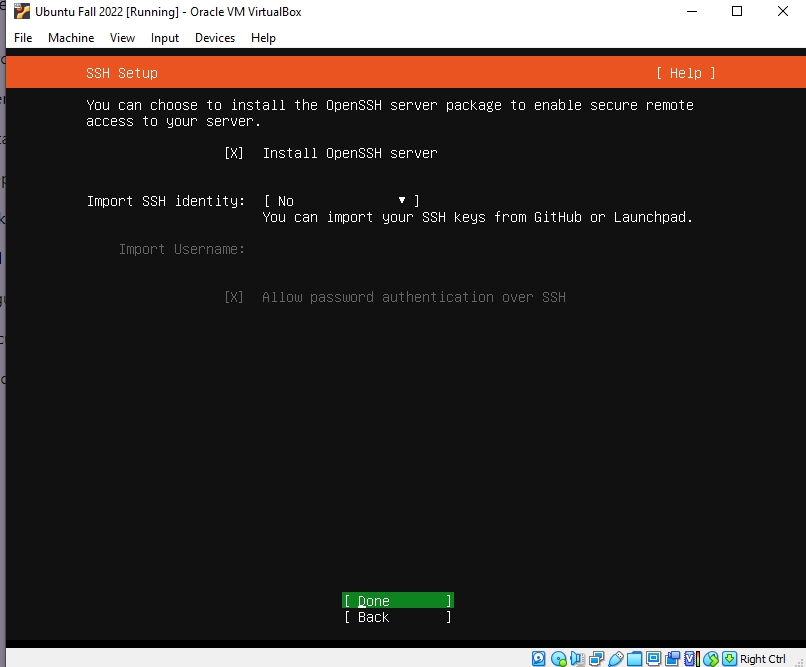 Ubuntu Fall 2022 [Running] - Oracle VM VirtualBox
File Machine View Input Devices Help
SSH Setup [ Help ]
You can choose to install the OpenSSH server package to enable secure remote
access to your server.
[X] Install OpenSSH server
Import SSH identity: [ No ▾ ]
You can import your SSH keys from GitHub or Launchpad.
Import Username:
[X] Allow password authentication over SSH
[ Done ]
[ Back ]
Right Ctrl